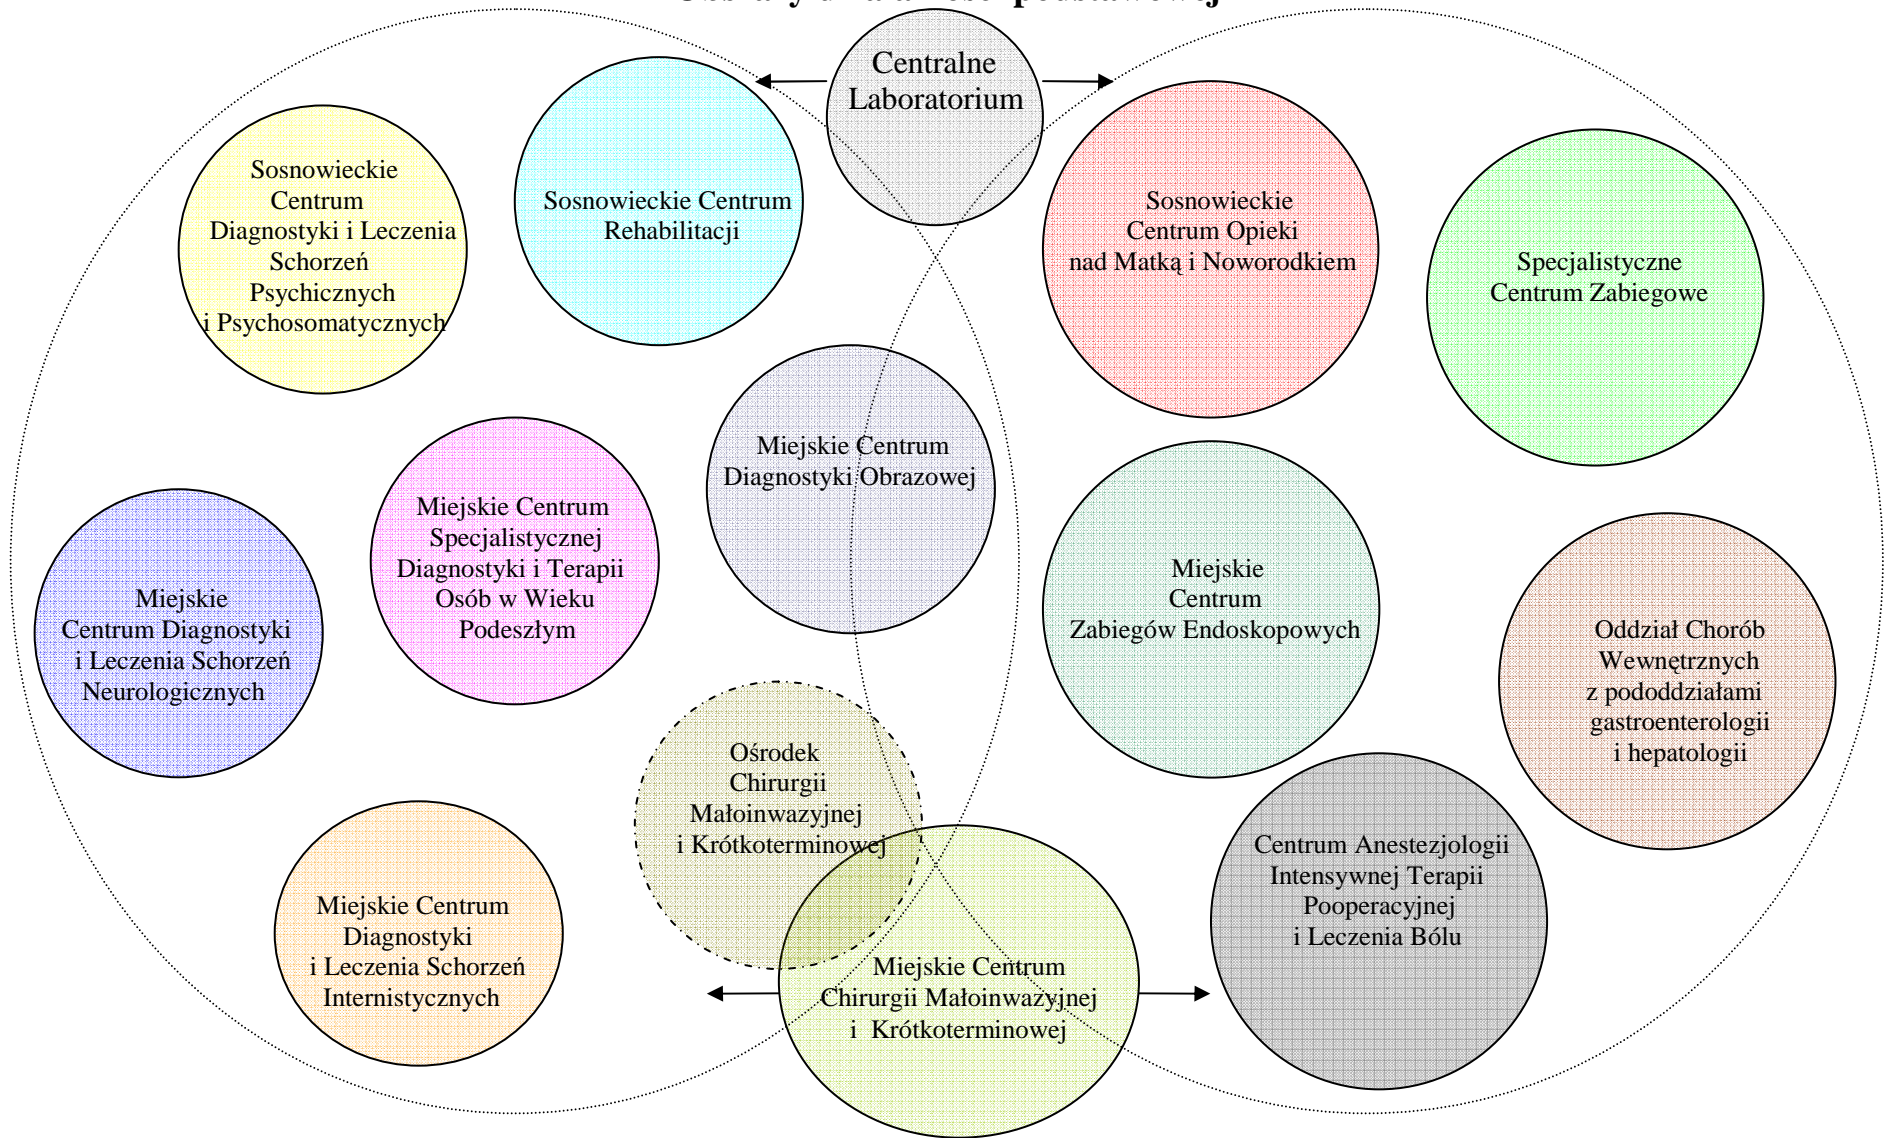 podstawowej
Centralne
Laboratorium
Sosnowieckie
Centrum
Diagnostyki i Leczenia
Schorzeń
Psychicznych
i Psychosomatycznych
Sosnowieckie Centrum
Rehabilitacji
Sosnowieckie
Centrum Opieki
nad Matką i Noworodkiem
Specjalistyczne
Centrum Zabiegowe
Miejskie Centrum
Diagnostyki Obrazowej
Miejskie Centrum
Specjalistycznej
Diagnostyki i Terapii
Osób w Wieku
Podeszłym
Miejskie
Centrum Diagnostyki
i Leczenia Schorzeń
Neurologicznych
Miejskie
Centrum
Zabiegów Endoskopowych
Oddział Chorób
Wewnętrznych
z pododdziałami
gastroenterologii
i hepatologii
Ośrodek
Chirurgii
Małoinwazyjnej
i Krótkoterminowej
Centrum Anestezjologii
Intensywnej Terapii
Pooperacyjnej
i Leczenia Bólu
Miejskie Centrum
Diagnostyki
i Leczenia Schorzeń
Internistycznych
Miejskie Centrum
Chirurgii Małoinwazyjnej
i Krótkoterminowej